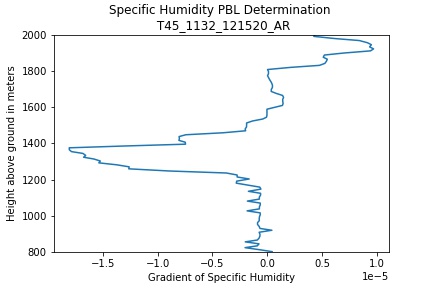 Specific Humidity PBL Determination
T45_1132_121520_AR
Height above ground in meters
2000
1800
1600
1400
1200
1000
800
−1.5
−1.0
−0.5
0.0
0.5
1.0
1e−5
Gradient of Specific Humidity